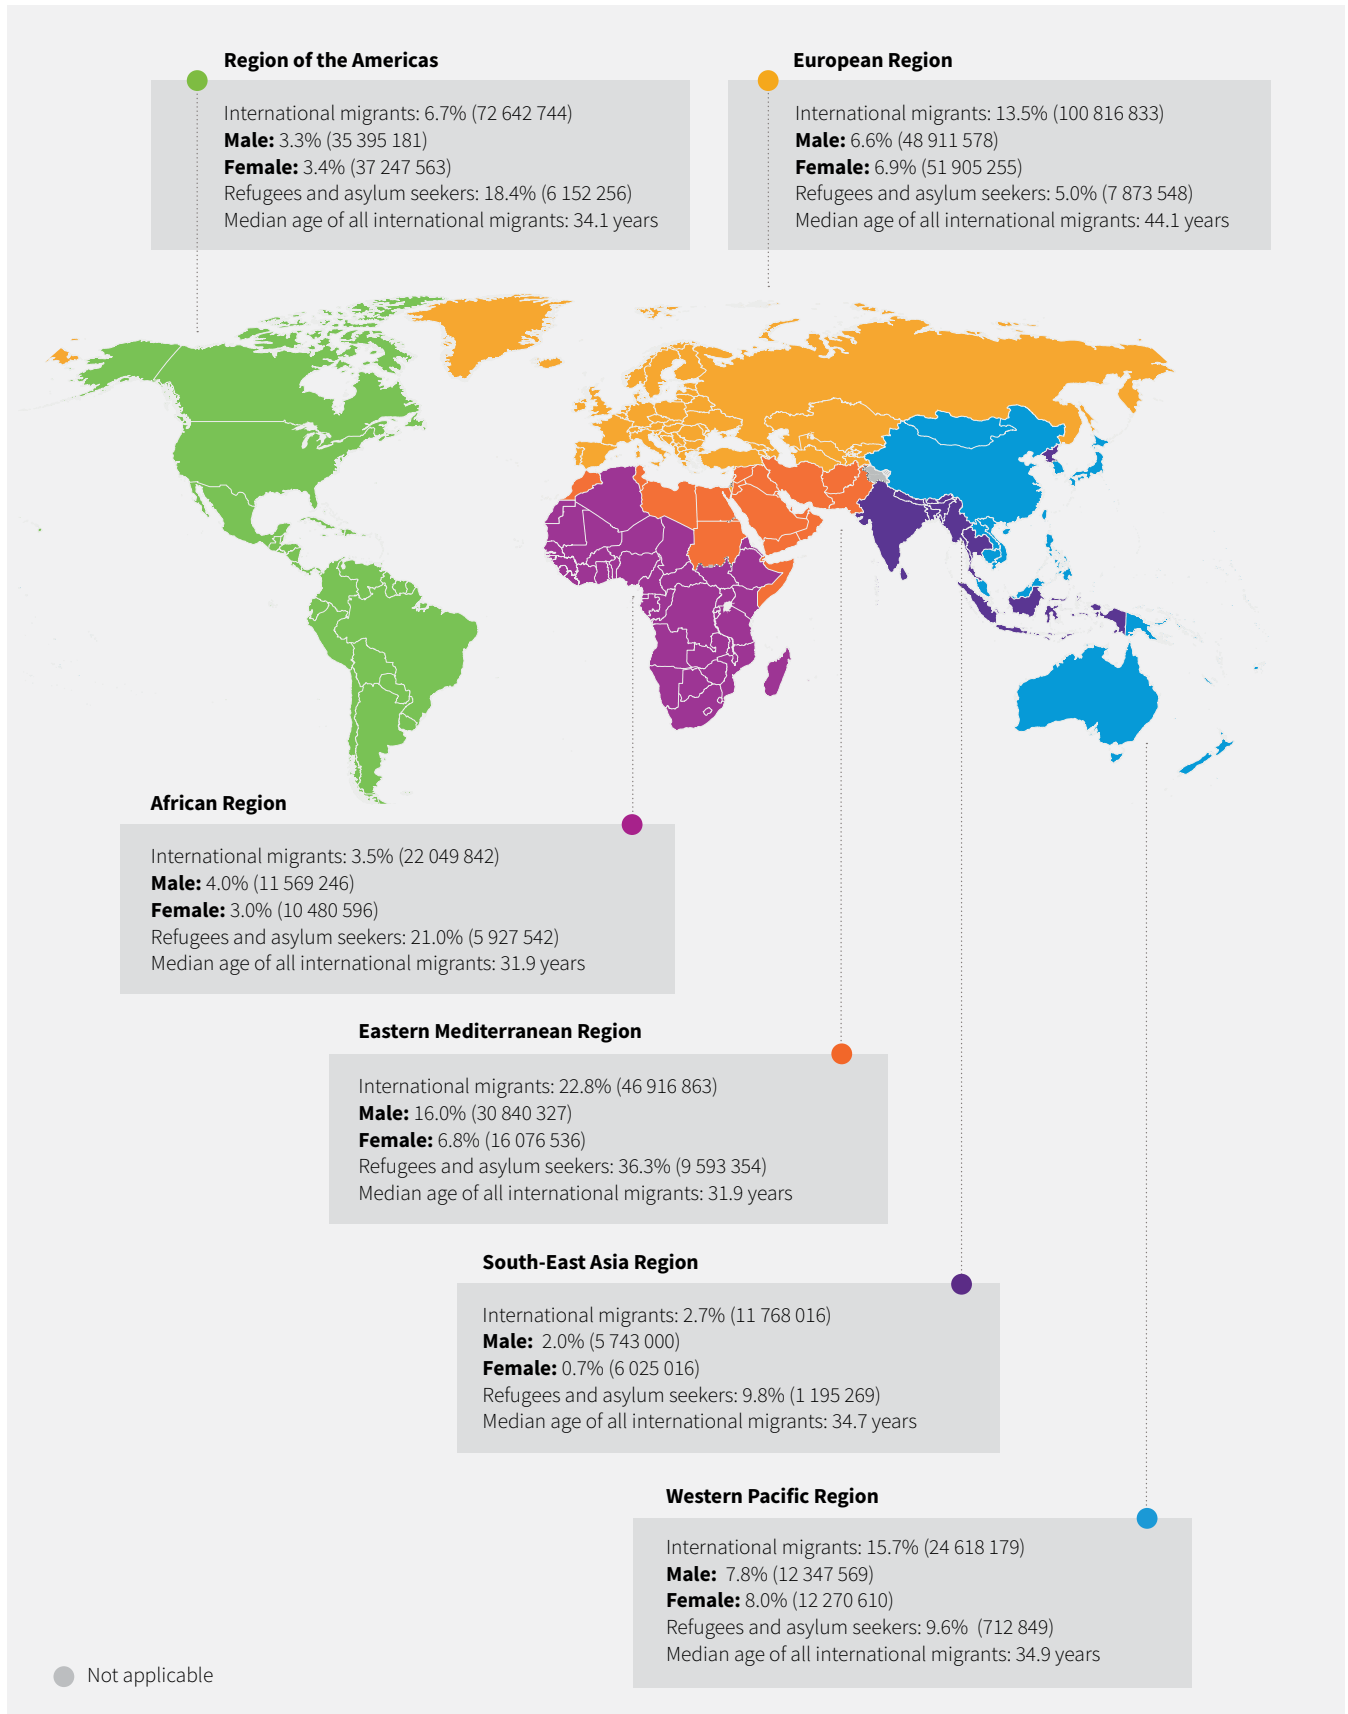 Region of the Americas
International migrants: 6.7% (72 642 744)
Male: 3.3% (35 395 181)
Female: 3.4% (37 247 563)
Refugees and asylum seekers: 18.4% (6 152 256)
Median age of all international migrants: 34.1 years
European Region
International migrants: 13.5% (100 816 833)
Male: 6.6% (48 911 578)
Female: 6.9% (51 905 255)
Refugees and asylum seekers: 5.0% (7 873 548)
Median age of all international migrants: 44.1 years
African Region
International migrants: 3.5% (22 049 842)
Male: 4.0% (11 569 246)
Female: 3.0% (10 480 596)
Refugees and asylum seekers: 21.0% (5 927 542)
Median age of all international migrants: 31.9 years
Eastern Mediterranean Region
International migrants: 22.8% (46 916 863)
Male: 16.0% (30 840 327)
Female: 6.8% (16 076 536)
Refugees and asylum seekers: 36.3% (9 593 354)
Median age of all international migrants: 31.9 years
South-East Asia Region
International migrants: 2.7% (11 768 016)
Male: 2.0% (5 743 000)
Female: 0.7% (6 025 016)
Refugees and asylum seekers: 9.8% (1 195 269)
Median age of all international migrants: 34.7 years
Western Pacific Region
International migrants: 15.7% (24 618 179)
Male: 7.8% (12 347 569)
Female: 8.0% (12 270 610)
Refugees and asylum seekers: 9.6% (712 849)
Median age of all international migrants: 34.9 years
Not applicable